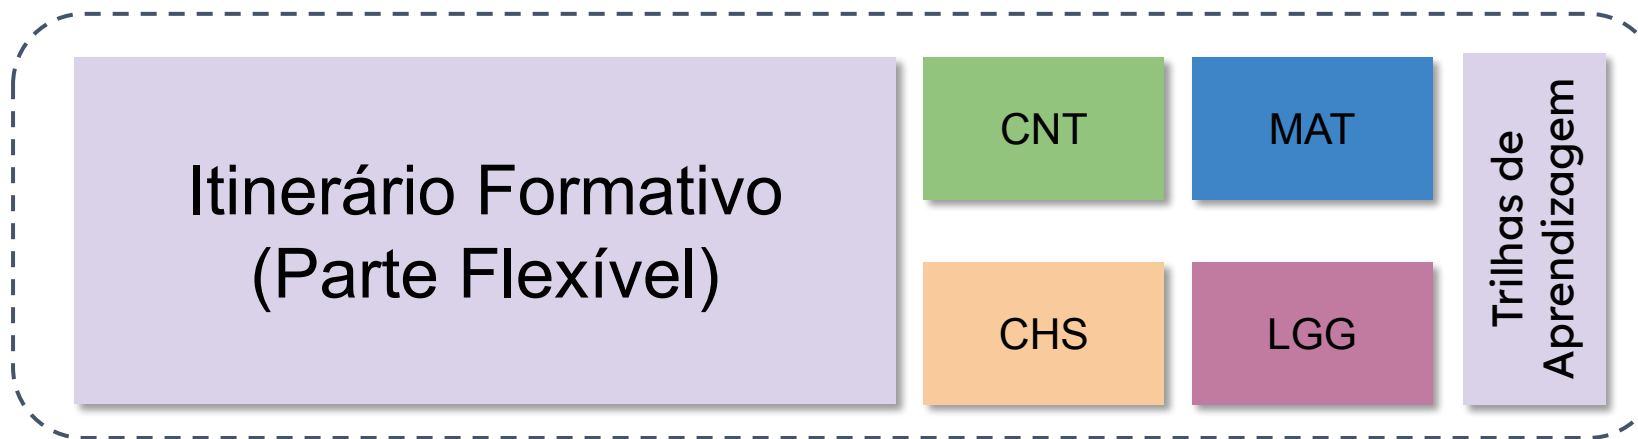 Itinerário Formativo
(Parte Flexível)
CNT
MAT
CHS
LGG
Trilhas de
Aprendizagem